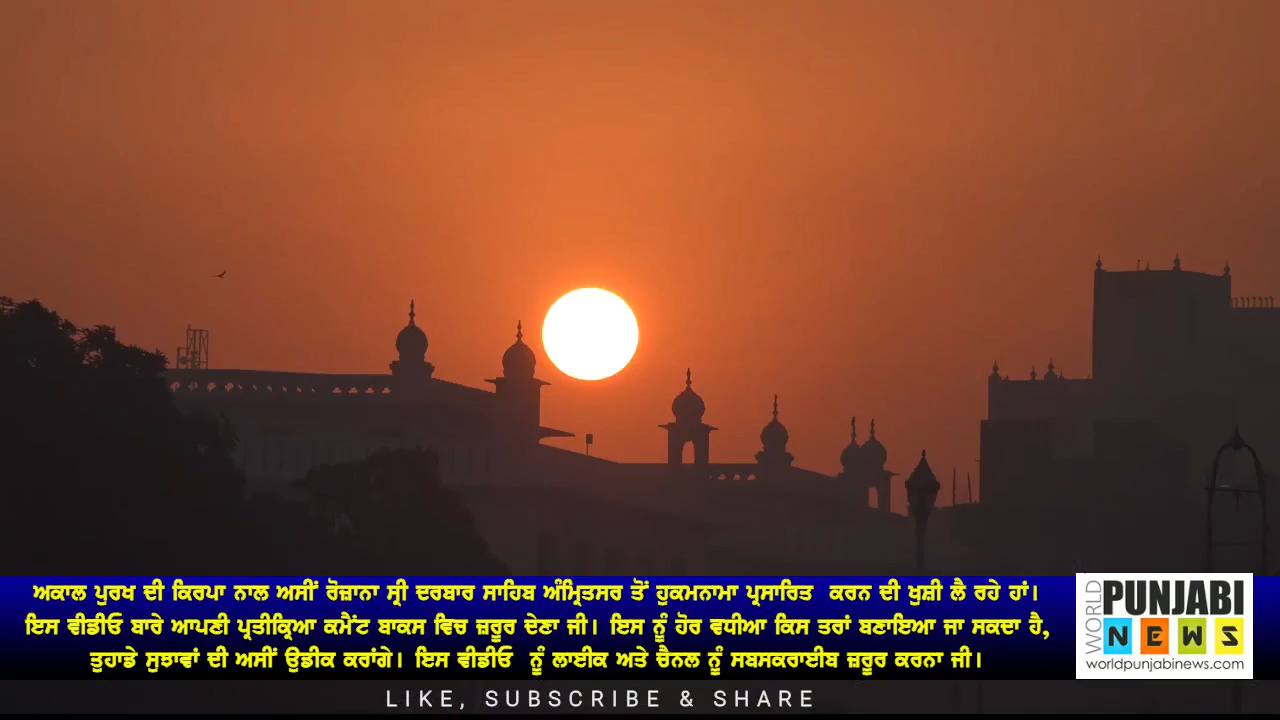 ਅਕਾਲ ਪੁਰਖ ਦੀ ਕਿਰਪਾ ਨਾਲ ਅਸੀਂ ਰੋਜ਼ਾਨਾ ਸ੍ਰੀ ਦਰਬਾਰ ਸਾਹਿਬ ਅੰਮ੍ਰਿਤਸਰ ਤੋਂ ਹੁਕਮਨਾਮਾ ਪ੍ਰਸਾਰਿਤ ਕਰਨ ਦੀ ਖੁਸ਼ੀ ਲੈ ਰਹੇ ਹਾਂ।
ਇਸ ਵੀਡੀਓ ਬਾਰੇ ਆਪਣੀ ਪ੍ਰਤੀਕ੍ਰਿਆ ਕਮੈਂਟ ਬਾਕਸ ਵਿਚ ਜ਼ਰੂਰ ਦੇਣਾ ਜੀ। ਇਸ ਨੂੰ ਹੋਰ ਵਧੀਆ ਕਿਸ ਤਰਾਂ ਬਣਾਇਆ ਜਾ ਸਕਦਾ ਹੈ,
ਤੁਹਾਡੇ ਸੁਝਾਵਾਂ ਦੀ ਅਸੀਂ ਉਡੀਕ ਕਰਾਂਗੇ। ਇਸ ਵੀਡੀਓ ਨੂੰ ਲਾਈਕ ਅਤੇ ਚੈਨਲ ਨੂੰ ਸਬਸਕਰਾਈਬ ਜ਼ਰੂਰ ਕਰਨਾ ਜੀ।
WORLD
PUNJABI
NEWS
worldpunjabinews.com
LIKE, SUBSCRIBE & SHARE